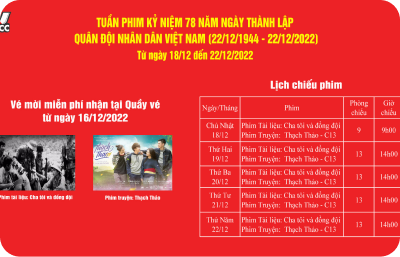 CC
TUẦN PHIM KỶ NIỆM 78 NĂM NGÀY THÀNH LẬP
QUÂN ĐỘI NHÂN DÂN VIỆT NAM (22/12/1944 - 22/12/2022)
Từ ngày 18/12 đến 22/12/2022
Vé mời miễn phí nhận tại Quầy vé
từ ngày 16/12/2022
thạch thảo
Phim tài liệu: Cha tôi và đồng đội
Phim truyện: Thạch Thảo
Lịch chiếu phim
Ngày/Tháng Phim Phòng chiếu Giờ chiếu
Chủ Nhật 18/12 Phim Tài liệu: Cha tôi và đồng đội 9 9h00
Phim Truyện: Thạch Thảo - C13
Thứ Hai 19/12 Phim Tài liệu: Cha tôi và đồng đội 13 14h00
Phim Truyện: Thạch Thảo - C13
Thứ Ba 20/12 Phim Tài liệu: Cha tôi và đồng đội 13 14h00
Phim Truyện: Thạch Thảo - C13
Thứ Tư 21/12 Phim Tài liệu: Cha tôi và đồng đội 13 14h00
Phim Truyện: Thạch Thảo - C13
Thứ Năm 22/12 Phim Tài liệu: Cha tôi và đồng đội 13 14h00
Phim Truyện: Thạch Thảo - C13